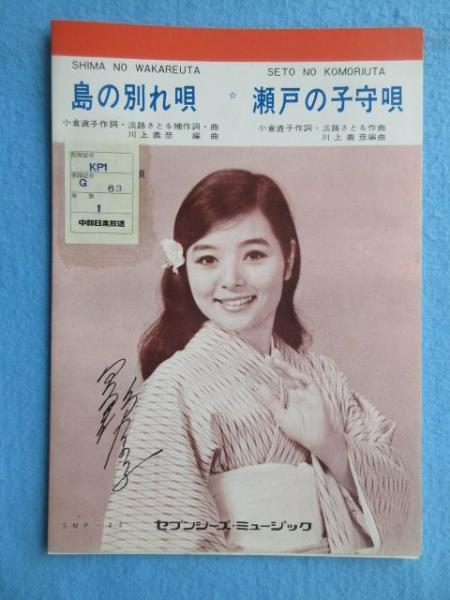 SHIMA NO WAKAREUTA
島の別れ唄
小倉直子作詞・淡路さとる補作詞・曲
川上義彦 編曲
☆
SETO NO KOMORIUTA
瀬戸の子守唄
小倉直子作詞・淡路さとる作曲
川上義彦編曲
KP1
G 63
1
中部日本放送
唄
セブンシーズ・ミュージック